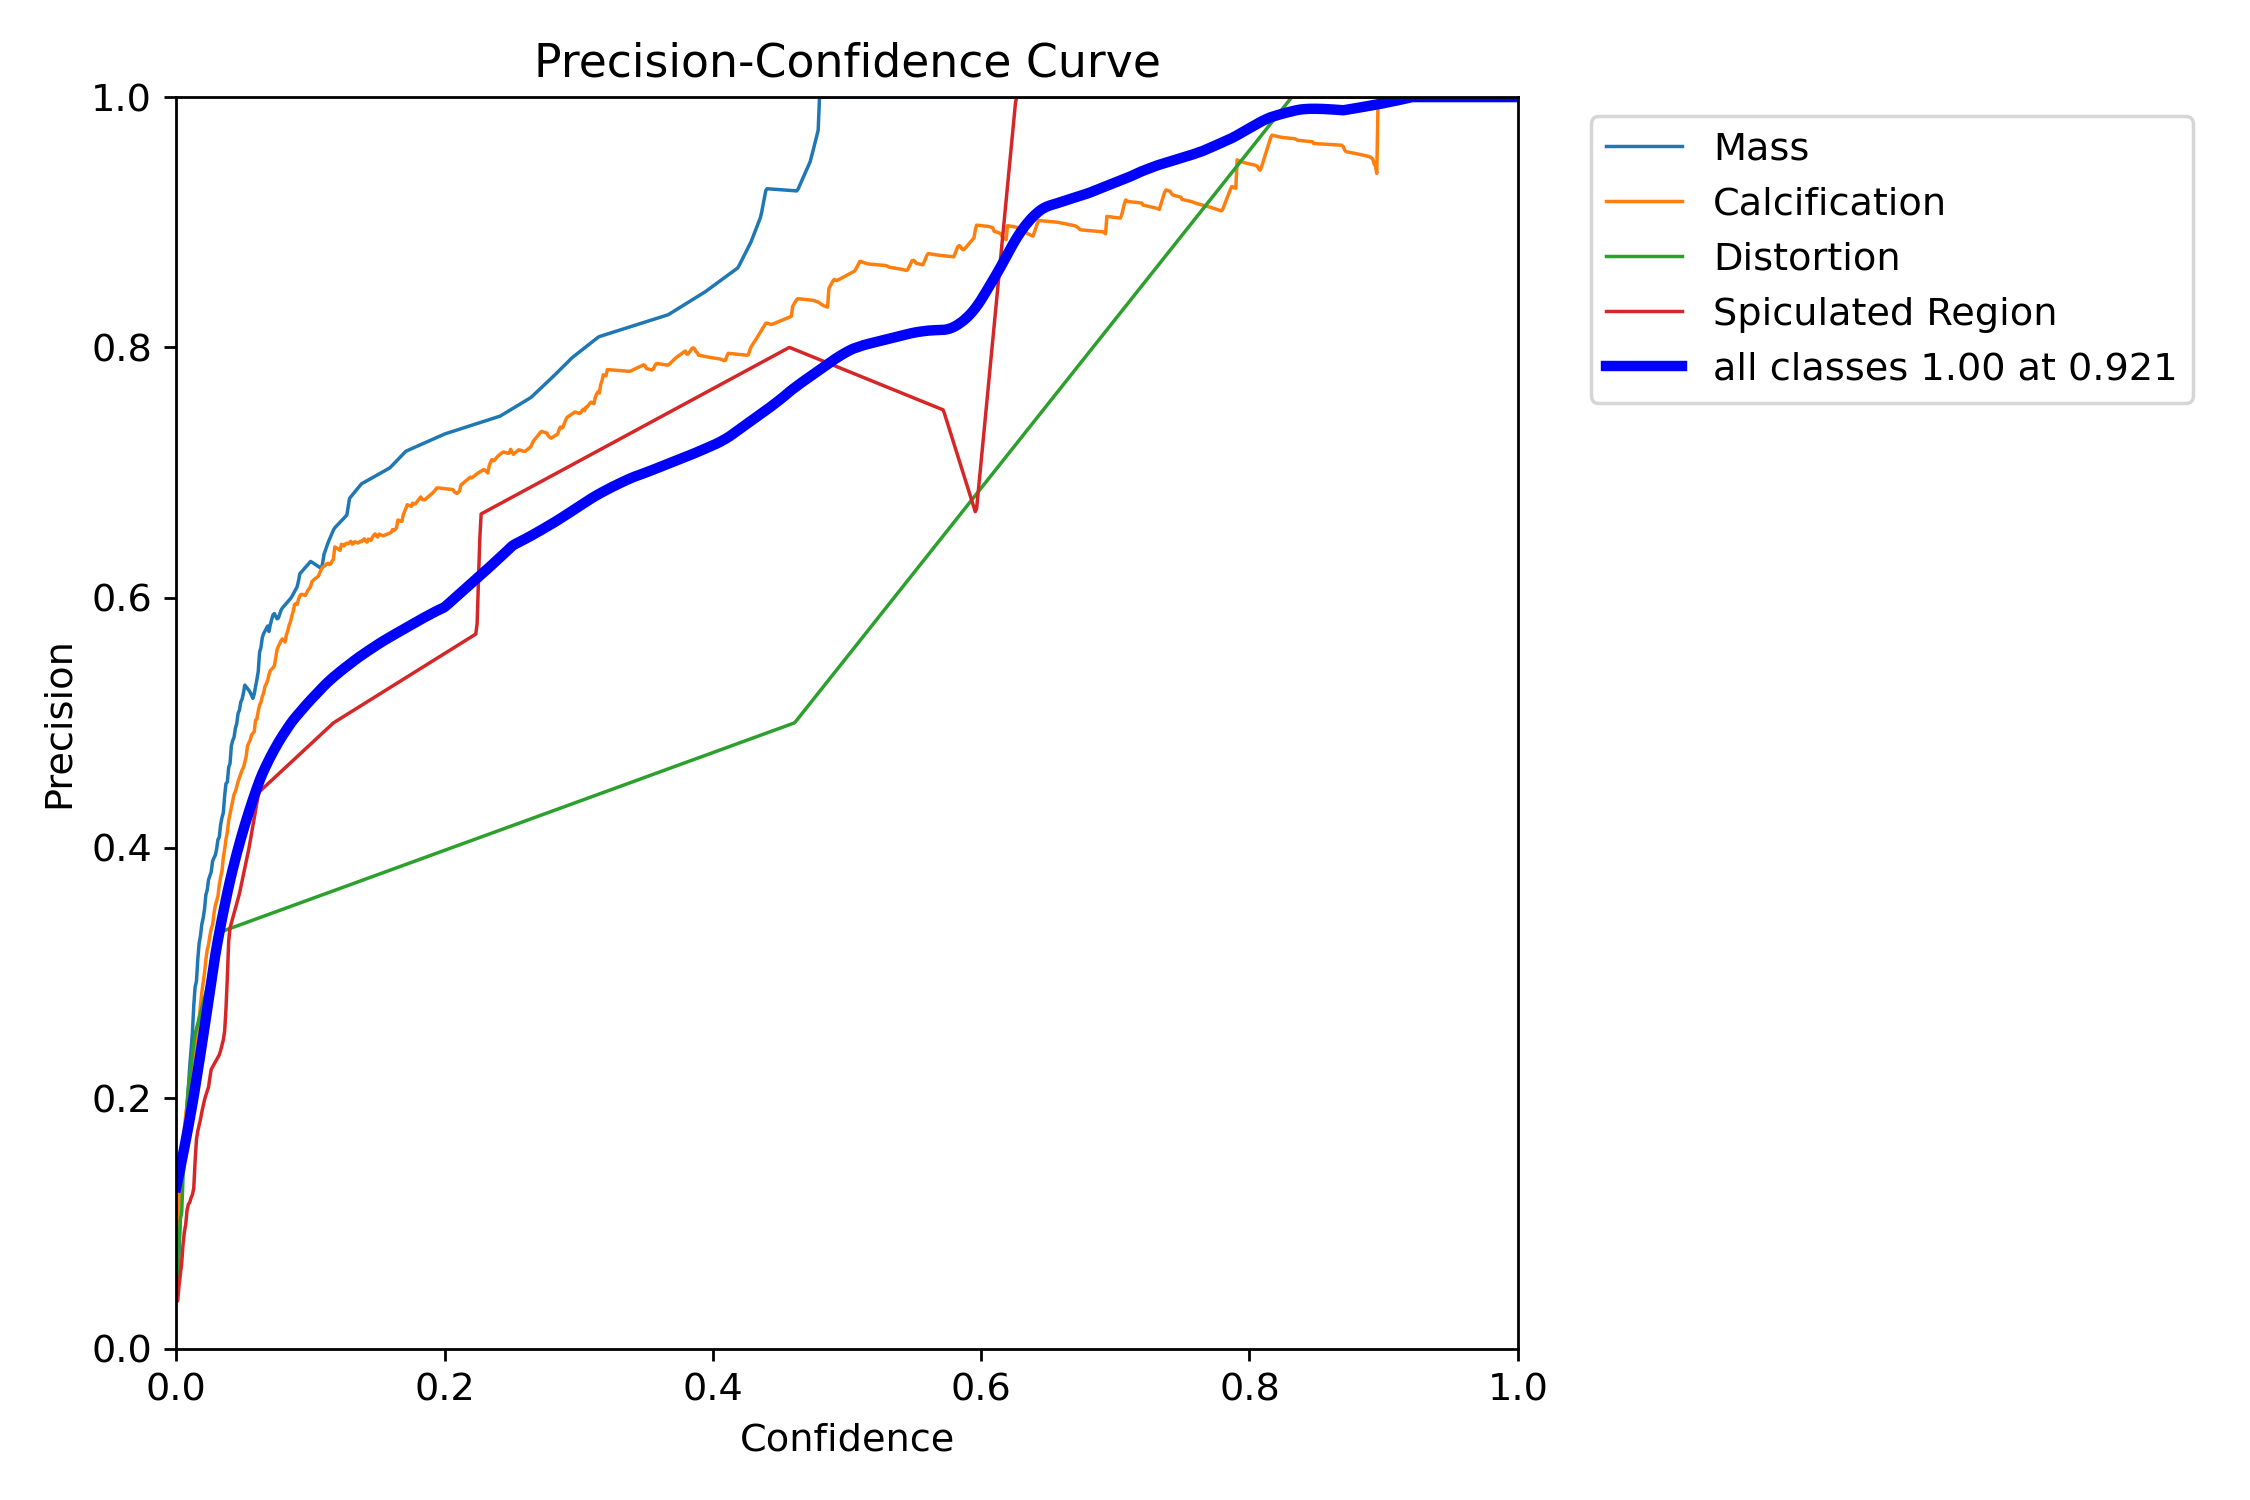 Precision-Confidence Curve
1.0
0.8
0.6
0.4
0.2
0.0
Precision
0.0 0.2 0.4 0.6 0.8 1.0
Confidence
Mass
Calcification
Distortion
Spiculated Region
all classes 1.00 at 0.921